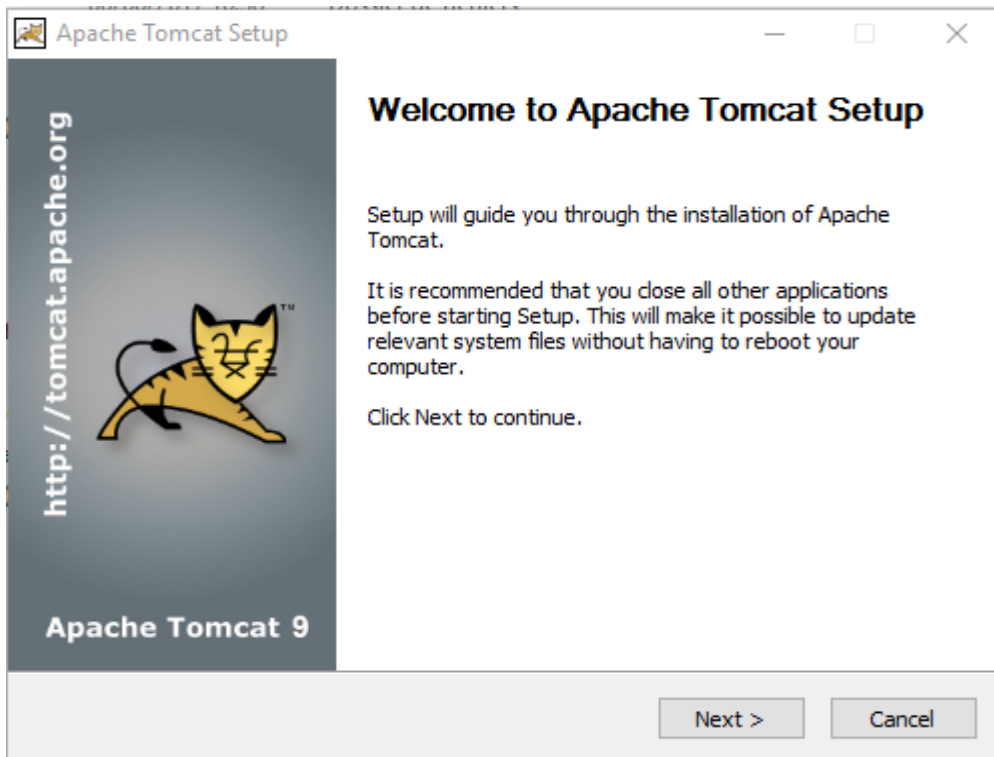 Apache Tomcat Setup
http://tomcat.apache.org
TM
Apache Tomcat 9
Welcome to Apache Tomcat Setup
Setup will guide you through the installation of Apache
Tomcat.
It is recommended that you close all other applications
before starting Setup. This will make it possible to update
relevant system files without having to reboot your
computer.
Click Next to continue.
Next >
Cancel